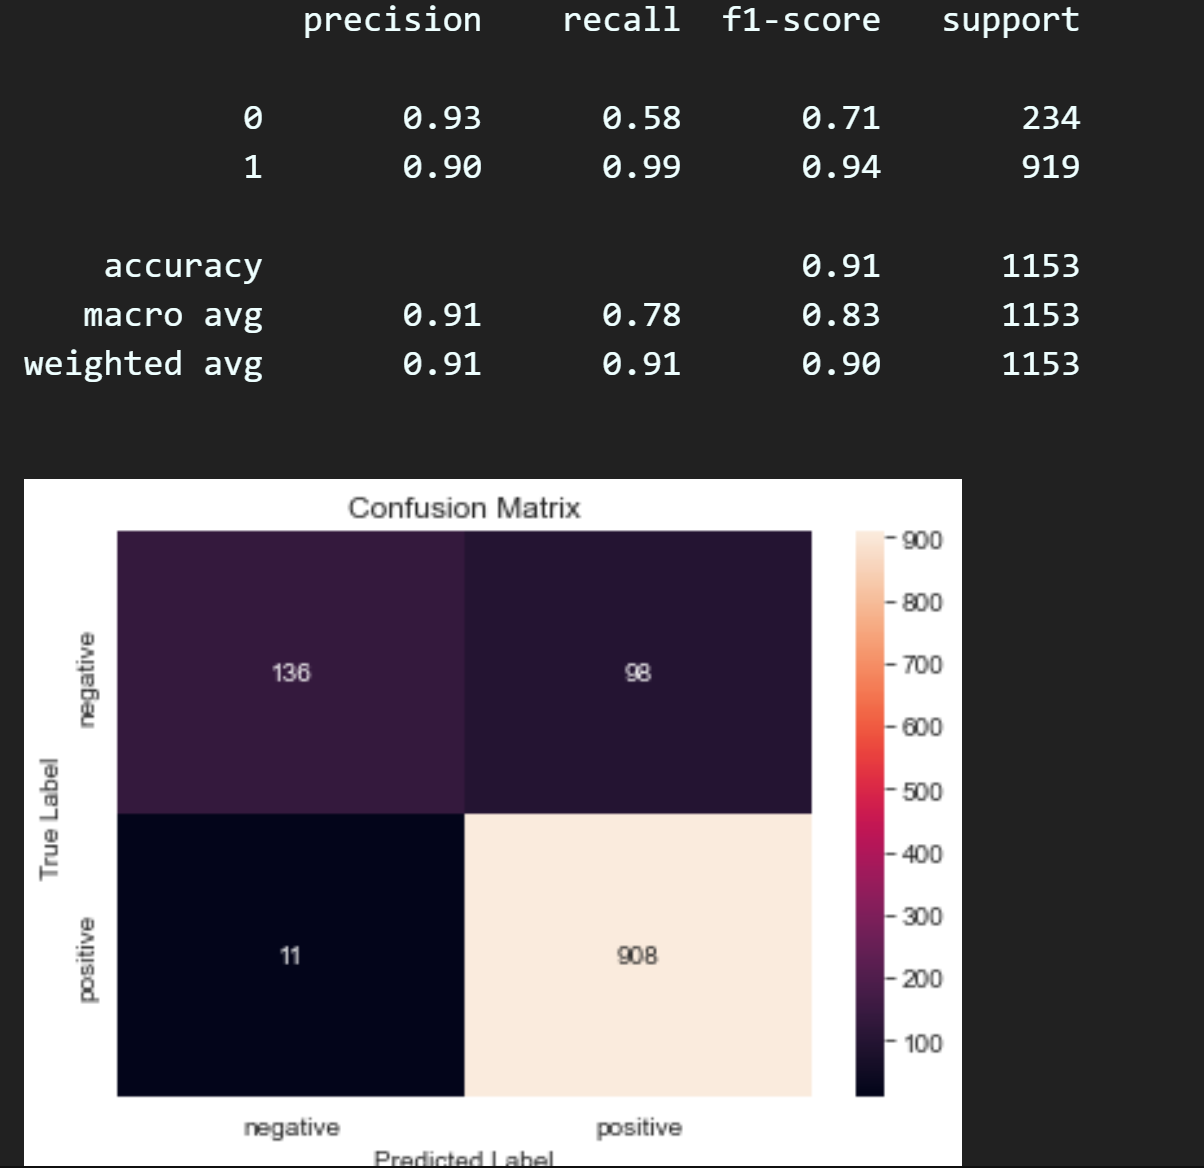 precision recall f1-score support
0 0.93 0.58 0.71 234
1 0.90 0.99 0.94 919
accuracy 0.91 1153
macro avg 0.91 0.78 0.83 1153
weighted avg 0.91 0.91 0.90 1153
Confusion Matrix
True Label
negative
136 98
positive
11 908
negative positive
Predicted Label
900
800
700
600
500
400
300
200
100